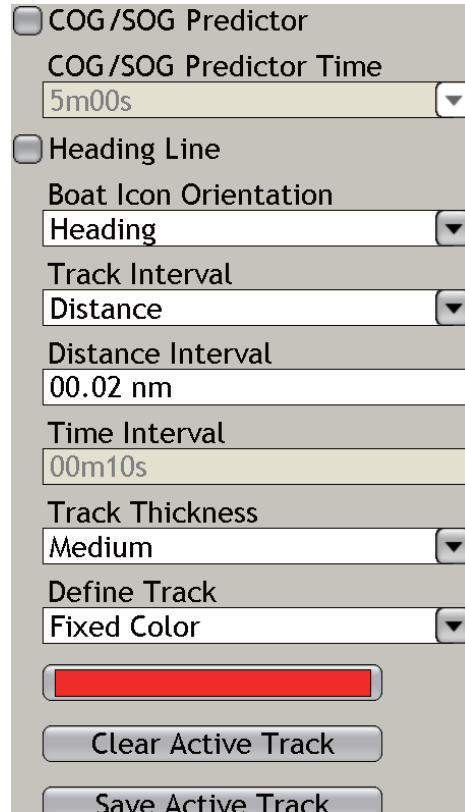 COG/SOG Predictor
COG/SOG Predictor Time
5m00s
Heading Line
Boat Icon Orientation
Heading
Track Interval
Distance
Distance Interval
00.02 nm
Time Interval
00m10s
Track Thickness
Medium
Define Track
Fixed Color
Clear Active Track
Save Active Track